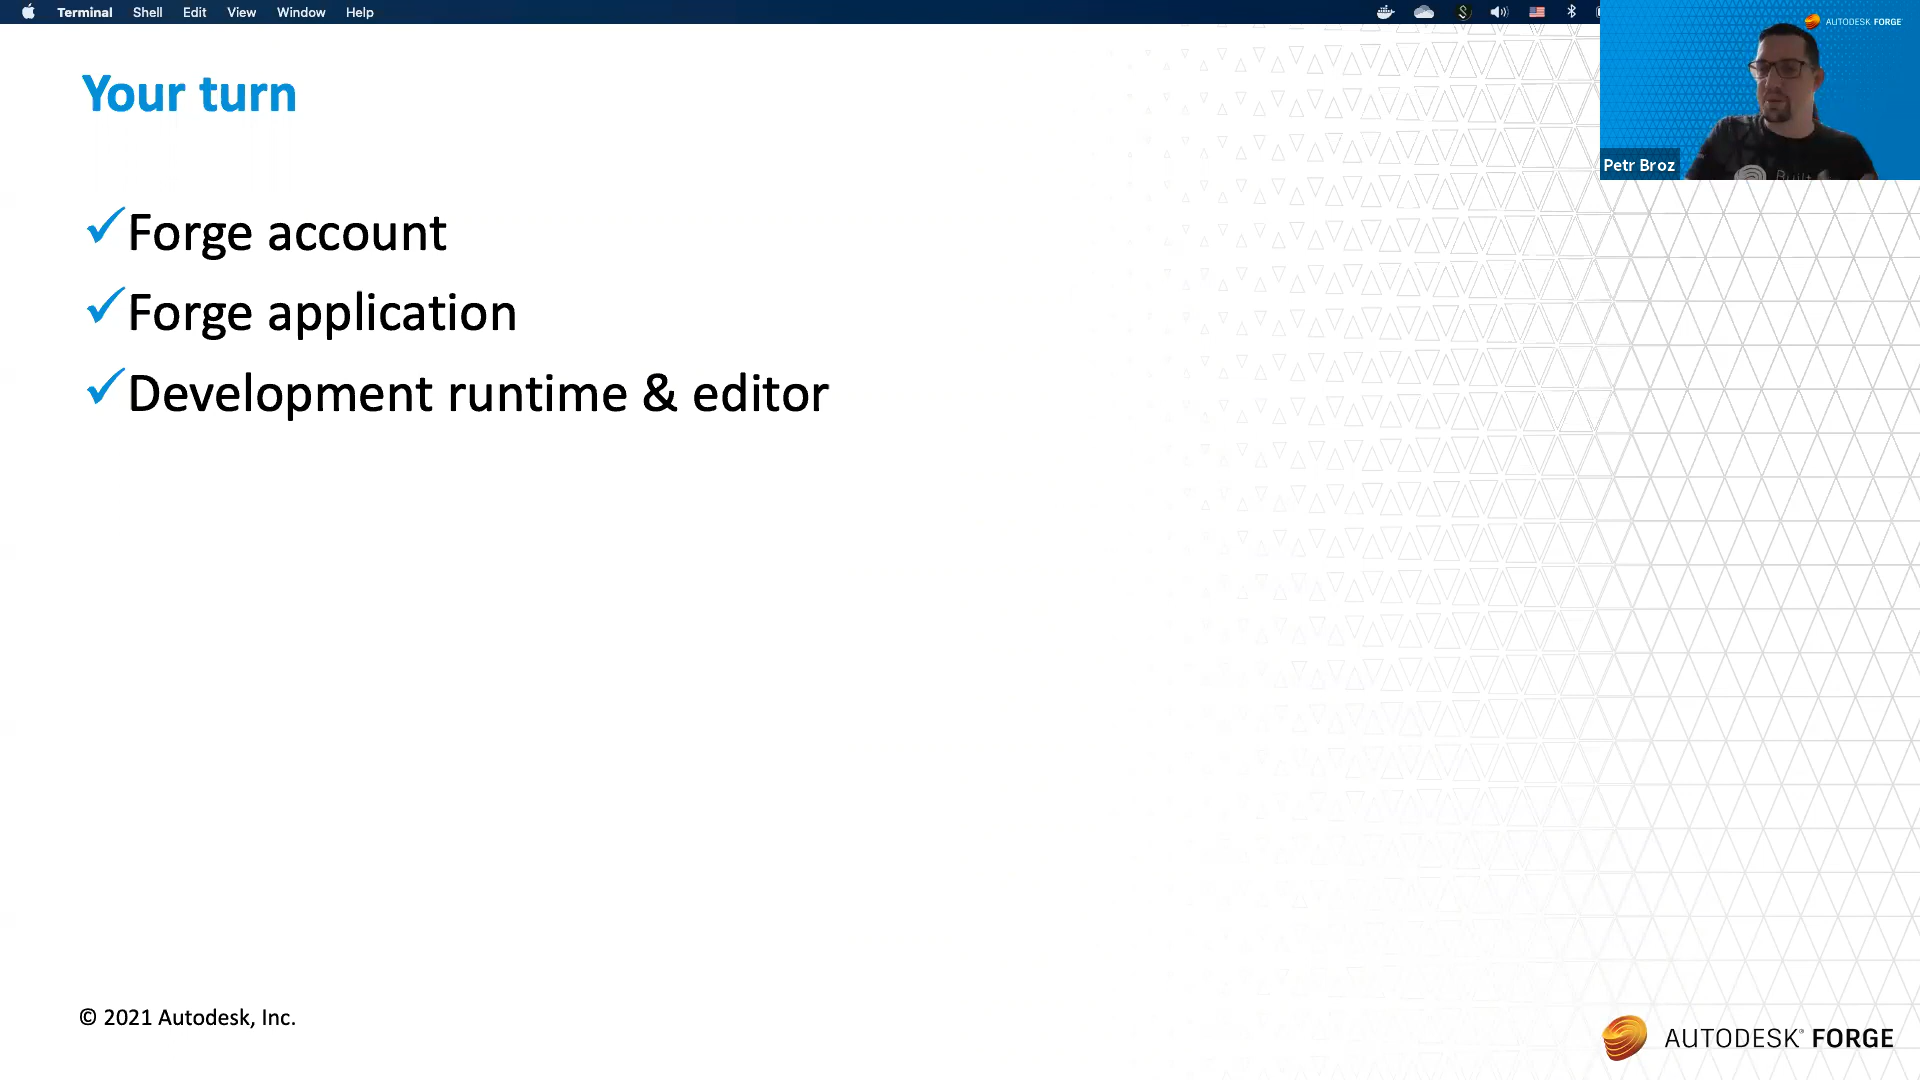 Terminal Shell Edit View Window Help
AUTODESK FORGE
Petr Broz
Built
Your turn
✓Forge account
✓Forge application
✓Development runtime & editor
© 2021 Autodesk, Inc.
AUTODESK® FORGE